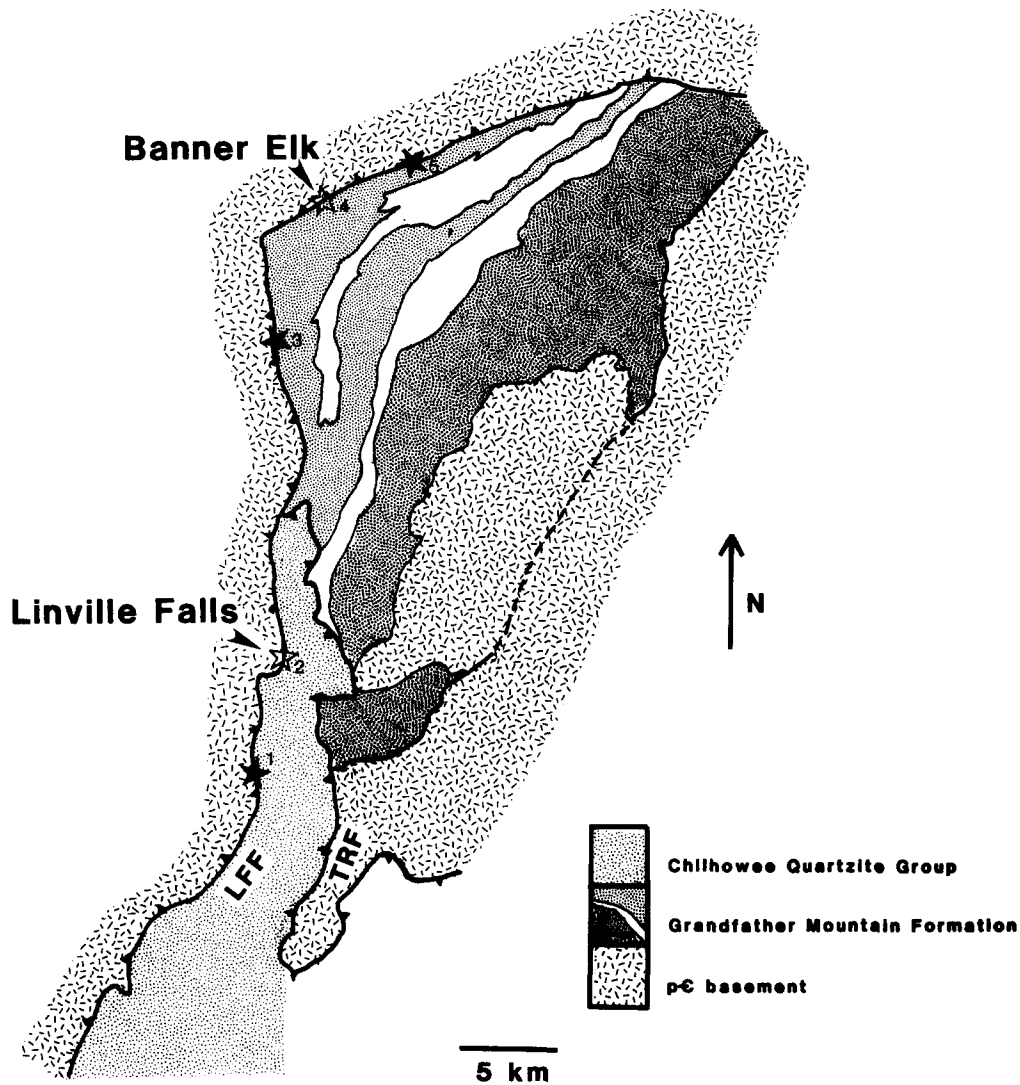 Banner Elk
5
4
3
Linville Falls
2
1
N
LFF
TRF
Chilhowee Quartzite Group
Grandfather Mountain Formation
p-Є basement
5 km